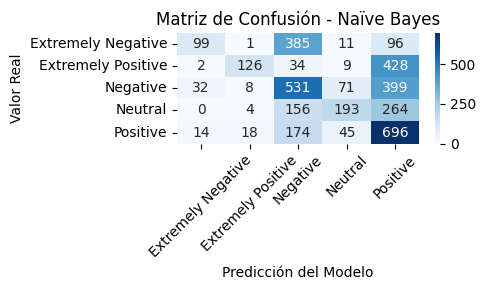 Matriz de Confusión - Naïve Bayes
Valor Real
Extremely Negative 99 1 385 11 96
Extremely Positive 2 126 34 9 428
Negative 32 8 531 71 399
Neutral 0 4 156 193 264
Positive 14 18 174 45 696
Extremely Negative
Extremely Positive
Negative
Neutral
Positive
Predicción del Modelo
500
250
0